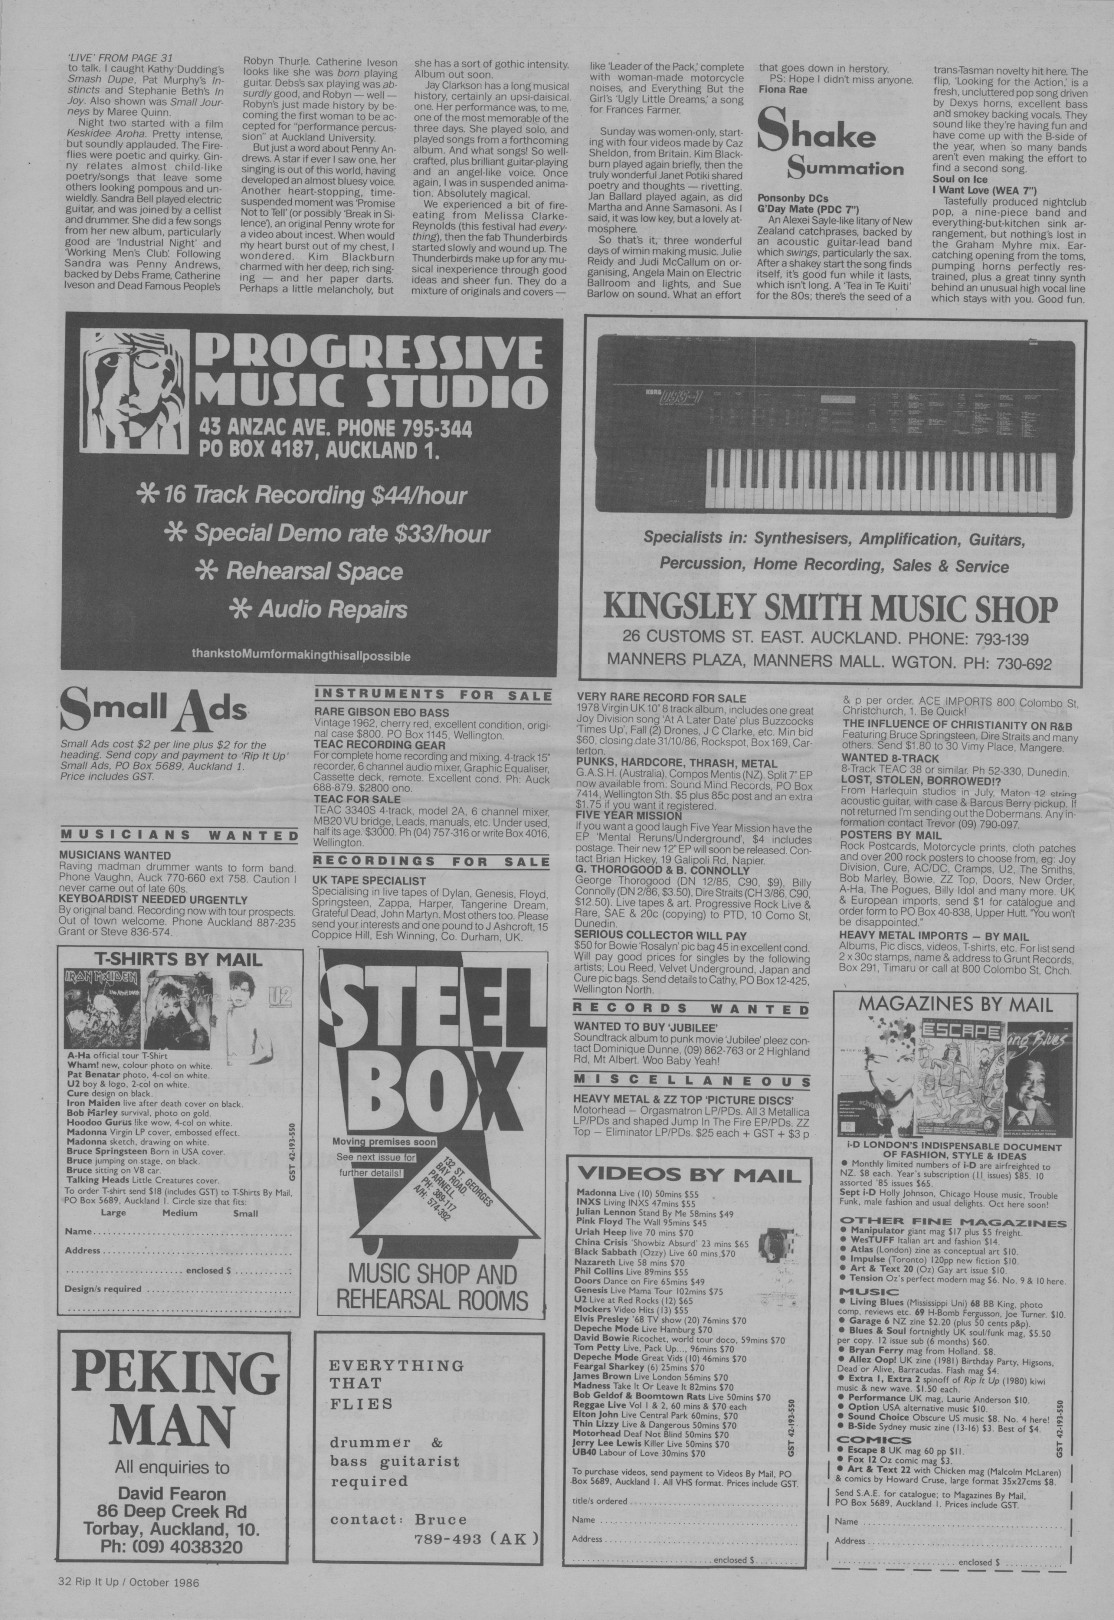 'LIVE' FROM PAGE 31
to talk. I caught Kathy Dudding's
Smash Dupe, Pat Murphy's In-
stincts and Stephanie Beth's In
Joy. Also shown was Small Jour-
neys by Maree Quinn.
Night two started with a film
Keskidee Aroha. Pretty intense,
but soundly applauded. The Fire-
flies were poetic and quirky. Gin-
ny relates almost child-like
poetry/songs that leave some
others looking pompous and un-
wieldly. Sandra Bell played electric
guitar, and was joined by a cellist
and drummer. She did a few songs
from her new album, particularly
good are 'Industrial Night' and
'Working Men's Club'. Following
Sandra was Penny Andrews,
backed by Debs Frame, Catherine
Iveson and Dead Famous People's
Robyn Thurle. Catherine Iveson
looks like she was born playing
guitar. Debs's sax playing was ab-
surdly good, and Robyn — well —
Robyn's just made history by be-
coming the first woman to be ac-
cepted for "performance percus-
sion" at Auckland University.
But just a word about Penny An-
drews. A star if ever I saw one, her
singing is out of this world, having
developed an almost bluesy voice.
Another heart-stopping, time-
suspended moment was 'Promise
Not to Tell' (or possibly 'Break in Si-
lence'), an original Penny wrote for
a video about incest. When would
my heart burst out of my chest, I
wondered. Kim Blackburn
charmed with her deep, rich sing-
ing — and her paper darts.
Perhaps a little melancholy, but
she has a sort of gothic intensity.
Album out soon.
Jay Clarkson has a long musical
history, certainly an upsi-daisical
one. Her performance was, to me,
one of the most memorable of the
three days. She played solo, and
played songs from a forthcoming
album. And what songs! So well-
crafted, plus brilliant guitar-playing
and an angel-like voice. Once
again, I was in suspended anima-
tion. Absolutely magical.
We experienced a bit of fire-
eating from Melissa Clarke-
Reynolds (this festival had every-
thing), then the fab Thunderbirds
started slowly and wound up. The
Thunderbirds make up for any mu-
sical inexperience through good
ideas and sheer fun. They do a
mixture of originals and covers —
like 'Leader of the Pack,' complete
with woman-made motorcycle
noises, and Everything But the
Girl's 'Ugly Little Dreams,' a song
for Frances Farmer.
Sunday was women-only, start-
ing with four videos made by Caz
Sheldon, from Britain. Kim Black-
burn played again briefly, then the
truly wonderful Janet Potiki shared
poetry and thoughts — rivetting.
Jan Ballard played again, as did
Martha and Anne Samasoni. As I
said, it was low key, but a lovely at-
mosphere.
So that's it, three wonderful
days of wimin making music. Julie
Reidy and Judi McCallum on or-
ganising, Angela Main on Electric
Ballroom and lights, and Sue
Barlow on sound. What an effort
that goes down in herstory.
PS: Hope I didn't miss anyone.
Fiona Rae
Shake
Summation
Ponsonby DCs
G'Day Mate (PDC 7")
An Alexei Sayle-like litany of New
Zealand catchprases, backed by
an acoustic guitar-lead band
which swings, particularly the sax.
After a shakey start the song finds
itself, it's good fun while it lasts,
which isn't long. A 'Tea in Te Kuiti'
for the 80s; there's the seed of a
trans-Tasman novelty hit here. The
flip, 'Looking for the Action,' is a
fresh, uncluttered pop song driven
by Dexys horns, excellent bass
and smokey backing vocals. They
sound like they're having fun and
have come up with the B-side of
the year, when so many bands
aren't even making the effort to
find a second song.
Soul on Ice
I Want Love (WEA 7")
Tastefully produced nightclub
pop, a nine-piece band and
everything-but-kitchen sink ar-
rangement, but nothing's lost in
the Graham Myhre mix. Ear-
catching opening from the toms,
pumping horns perfectly res-
trained, plus a great tinny synth
behind an unusual high vocal line
which stays with you. Good fun.
PROGRESSIVE
MUSIC STUDIO
43 ANZAC AVE. PHONE 795-344
PO BOX 4187, AUCKLAND 1.
* 16 Track Recording $44/hour
* Special Demo rate $33/hour
* Rehearsal Space
* Audio Repairs
thankstoMumformakingthisallpossible
KORG DSS-1
Specialists in: Synthesisers, Amplification, Guitars,
Percussion, Home Recording, Sales & Service
KINGSLEY SMITH MUSIC SHOP
26 CUSTOMS ST. EAST. AUCKLAND. PHONE: 793-139
MANNERS PLAZA, MANNERS MALL. WGTON. PH: 730-692
Small Ads
Small Ads cost $2 per line plus $2 for the
heading. Send copy and payment to 'Rip It Up'
Small Ads, PO Box 5689, Auckland 1.
Price includes GST.
MUSICIANS WANTED
MUSICIANS WANTED
Raving madman drummer wants to form band.
Phone Vaughn, Auck 770-660 ext 758. Caution I
never came out of late 60s.
KEYBOARDIST NEEDED URGENTLY
By original band. Recording now with tour prospects.
Out of town welcome. Phone Auckland 887-235
Grant or Steve 836-574.
INSTRUMENTS FOR SALE
RARE GIBSON EBO BASS
Vintage 1962, cherry red, excellent condition, origi-
nal case $800. PO Box 1145, Wellington.
TEAC RECORDING GEAR
For complete home recording and mixing. 4-track 15"
recorder, 6 channel audio mixer, Graphic Equaliser,
Cassette deck, remote. Excellent cond. Ph: Auck
688-879. $2800 ono.
TEAC FOR SALE
TEAC 3340S 4-track, model 2A, 6 channel mixer,
MB20 VU bridge, Leads, manuals, etc. Under used,
half its age. $3000. Ph (04) 757-316 or write Box 4016,
Wellington.
RECORDINGS FOR SALE
UK TAPE SPECIALIST
Specialising in live tapes of Dylan, Genesis, Floyd,
Springsteen, Zappa, Harper, Tangerine Dream,
Grateful Dead, John Martyn. Most others too. Please
send your interests and one pound to J Ashcroft, 15
Coppice Hill, Esh Winning, Co. Durham, UK.
VERY RARE RECORD FOR SALE
1978 Virgin UK 10" 8 track album, includes one great
Joy Division song 'At A Later Date' plus Buzzcocks
'Times Up', Fall (2) Drones, J C Clarke, etc. Min bid
$60, closing date 31/10/86, Rockspot, Box 169, Car-
terton.
PUNKS, HARDCORE, THRASH, METAL
G.A.S.H. (Australia), Compos Mentis (NZ). Split 7" EP
now available from. Sound Mind Records, PO Box
7414, Wellington Sth. $5 plus 85c post and an extra
$1.75 if you want it registered.
FIVE YEAR MISSION
If you want a good laugh Five Year Mission have the
EP 'Mental Reruns/Underground', $4 includes
postage. Their new 12" EP will soon be released. Con-
tact Brian Hickey, 19 Galipoli Rd, Napier.
G. THOROGOOD & B. CONNOLLY
George Thorogood (DN 12/85, C90, $9), Billy
Connolly (DN 2/86, $3.50). Dire Straits (CH 3/86, C90,
$12.50). Live tapes & art. Progressive Rock Live &
Rare, SAE & 20c (copying) to PTD, 10 Como St,
Dunedin.
SERIOUS COLLECTOR WILL PAY
$50 for Bowie 'Rosalyn' pic bag 45 in excellent cond.
Will pay good prices for singles by the following
artists; Lou Reed, Velvet Underground, Japan and
Cure pic bags. Send details to Cathy, PO Box 12-425,
Wellington North.
RECORDS WANTED
WANTED TO BUY 'JUBILEE'
Soundtrack album to punk movie 'Jubilee' pleez con-
tact Dominique Dunne, (09) 862-763 or 2 Highland
Rd, Mt Albert. Woo Baby Yeah!
MISCELLANEOUS
HEAVY METAL & ZZ TOP 'PICTURE DISCS'
Motorhead — Orgasmatron LP/PDs. All 3 Metallica
LP/PDs and shaped Jump In The Fire EP/PDs. ZZ
Top — Eliminator LP/PDs. $25 each + GST + $3 p
& p per order. ACE IMPORTS 800 Colombo St,
Christchurch, 1. Be Quick!
THE INFLUENCE OF CHRISTIANITY ON R&B
Featuring Bruce Springsteen, Dire Straits and many
others. Send $1.80 to 30 Vimy Place, Mangere.
WANTED 8-TRACK
8-Track TEAC 38 or similar. Ph 52-330, Dunedin.
LOST, STOLEN, BORROWED!?
From Harlequin studios in July, Maton 12 string
acoustic guitar, with case & Barcus Berry pickup. If
not returned I'm sending out the Dobermans. Any in-
formation contact Trevor (09) 790-097.
POSTERS BY MAIL
Rock Postcards, Motorcycle prints, cloth patches
and over 200 rock posters to choose from, eg: Joy
Division, Cure, AC/DC, Cramps, U2, The Smiths,
Bob Marley, Bowie, ZZ Top, Doors, New Order,
A-Ha, The Pogues, Billy Idol and many more. UK
& European imports, send $1 for catalogue and
order form to PO Box 40-838, Upper Hutt. "You won't
be disappointed."
HEAVY METAL IMPORTS — BY MAIL
Albums, Pic discs, videos, T-shirts, etc. For list send
2 x 30c stamps, name & address to Grunt Records,
Box 291, Timaru or call at 800 Colombo St, Chch.
T-SHIRTS BY MAIL
IRON MAIDEN
U2
A-Ha official tour T-Shirt
Wham! new, colour photo on white.
Pat Benatar photo, 4-col on white.
U2 boy & logo, 2-col on white.
Cure design on black.
Iron Maiden live after death cover on black.
Bob Marley survival, photo on gold.
Hoodoo Gurus like wow, 4-col on white.
Madonna Virgin LP cover, embossed effect.
Madonna sketch, drawing on white.
Bruce Springsteen Born in USA cover.
Bruce jumping on stage, on black.
Bruce sitting on V8 car.
Talking Heads Little Creatures cover.
GST 42-193-550
To order T-shirt send $18 (includes GST) to T-Shirts By Mail,
PO Box 5689, Auckland 1. Circle size that fits:
Large Medium Small
Name
Address
enclosed $
Design/s required
STEEL
BOX
Moving premises soon
See next issue for
further details!
132 ST. GEORGES
BAY ROAD.
PARNELL
PH: 389-117
A/H: 574-392
MUSIC SHOP AND
REHEARSAL ROOMS
PEKING
MAN
All enquiries to
David Fearon
86 Deep Creek Rd
Torbay, Auckland, 10.
Ph: (09) 4038320
EVERYTHING
THAT
FLIES
drummer &
bass guitarist
required
contact: Bruce
789-493 (AK)
VIDEOS BY MAIL
Madonna Live (10) 50mins $55
INXS Living INXS 47mins $55
Julian Lennon Stand By Me 58mins $49
Pink Floyd The Wall 95mins $45
Uriah Heep live 70 mins $70
China Crisis 'Showbiz Absurd' 23 mins $65
Black Sabbath (Ozzy) Live 60 mins $70
Nazareth Live 58 mins $70
Phil Collins Live 89mins $55
Doors Dance on Fire 65mins $49
Genesis Live Mama Tour 102mins $75
U2 Live at Red Rocks (12) $65
Mockers Video Hits (13) $55
Elvis Presley '68 TV show (20) 76mins $70
Depeche Mode Live Hamburg $70
David Bowie Ricochet, world tour doco, 59mins $70
Tom Petty Live, Pack Up..., 96mins $70
Depeche Mode Great Vids (10) 46mins $70
Feargal Sharkey (6) 25mins $70
James Brown Live London 56mins $70
Madness Take It Or Leave It 82mins $70
Bob Geldof & Boomtown Rats Live 50mins $70
Reggae Live Vol 1 & 2, 60 mins & $70 each
Elton John Live Central Park 60mins, $70
Thin Lizzy Live & Dangerous 50mins $70
Motorhead Deaf Not Blind 50mins $70
Jerry Lee Lewis Killer Live 50mins $70
UB40 Labour of Love 30mins $70
GST 42-193-550
To purchase videos, send payment to Videos By Mail, PO
Box 5689, Auckland 1. All VHS format. Prices include GST.
title/s ordered
Name
Address
enclosed $
MAGAZINES BY MAIL
ESCAPE
Living Blues
i-D LONDON'S INDISPENSABLE DOCUMENT
OF FASHION, STYLE & IDEAS
● Monthly limited numbers of i-D are airfreighted to
NZ. $8 each. Year's subscription (11 issues) $85. 10
assorted '85 issues $65.
Sept i-D Holly Johnson, Chicago House music, Trouble
Funk, male fashion and usual delights. Oct here soon!
OTHER FINE MAGAZINES
● Manipulator giant mag $17 plus $5 freight.
● WesTUFF Italian art and fashion $14.
● Atlas (London) zine as conceptual art $10.
● Impulse (Toronto) 120pp new fiction $10.
● Art & Text 20 (Oz) Gay art issue $10.
● Tension Oz's perfect modern mag $6. No. 9 & 10 here.
MUSIC
● Living Blues (Mississippi Uni) 68 BB King, photo
comp. reviews etc. 69 H-Bomb Fergusson, Joe Turner. $10.
● Garage 6 NZ zine $2.20 (plus 50 cents p&p).
● Blues & Soul fortnightly UK soul/funk mag, $5.50
per copy. 12 issue sub (6 months) $60.
● Bryan Ferry mag from Holland. $8.
● Allez Oop! UK zine (1981) Birthday Party, Higsons,
Dead or Alive, Barracudas. Flash mag $4.
● Extra 1, Extra 2 spinoff of Rip It Up (1980) kiwi
music & new wave. $1.50 each.
● Performance UK mag. Laurie Anderson $10.
● Option USA alternative music $10.
● Sound Choice Obscure US music $8. No. 4 here!
● B-Side Sydney music zine (13-16) $3. Best of $4.
COMICS
● Escape 8 UK mag 60 pp $11.
● Fox 12 Oz comic mag $3.
● Art & Text 22 with Chicken mag (Malcolm McLaren)
& comics by Howard Cruse, large format 35x27cms $8.
GST 42-193-550
Send S.A.E. for catalogue; to Magazines By Mail,
PO Box 5689, Auckland 1. Prices include GST.
Name
Address
enclosed $
32 Rip It Up / October 1986